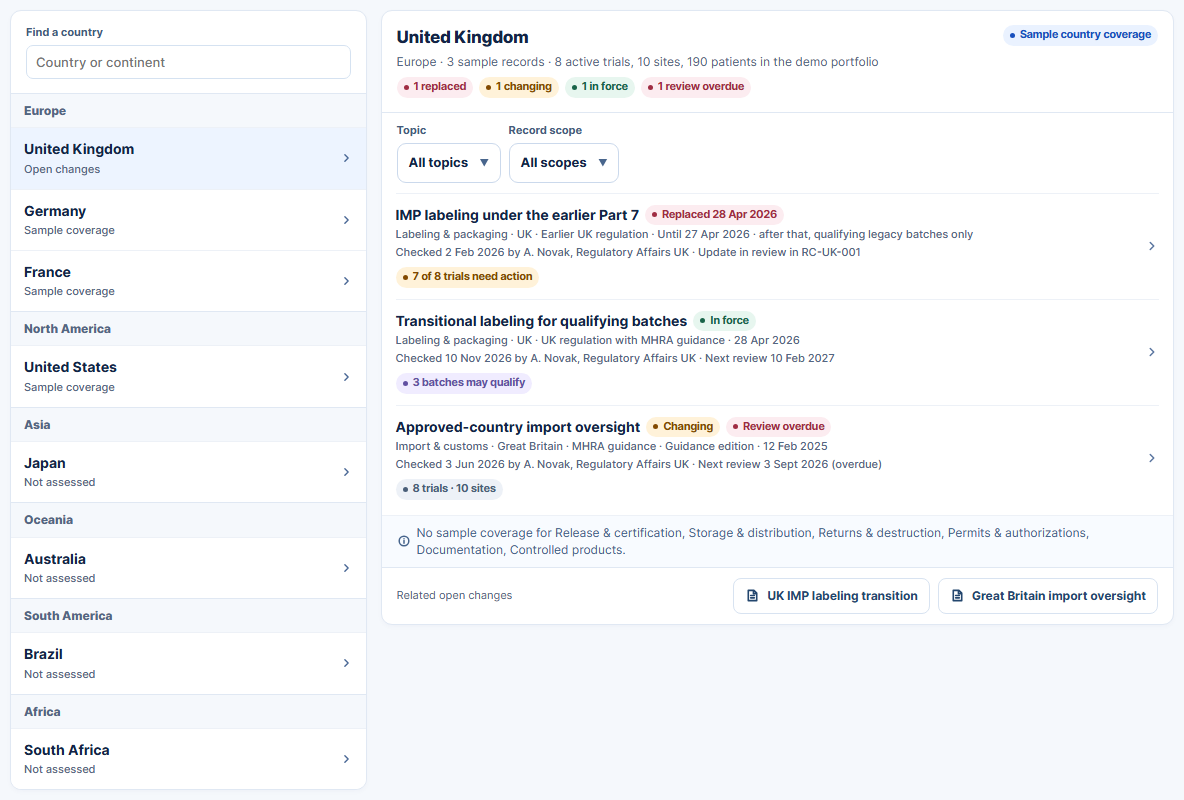 Find a country
Country or continent
Europe
United Kingdom
Open changes
Germany
Sample coverage
France
Sample coverage
North America
United States
Sample coverage
Asia
Japan
Not assessed
Oceania
Australia
Not assessed
South America
Brazil
Not assessed
Africa
South Africa
Not assessed
United Kingdom
Sample country coverage
Europe · 3 sample records · 8 active trials, 10 sites, 190 patients in the demo portfolio
1 replaced 1 changing 1 in force 1 review overdue
Topic Record scope
All topics All scopes
IMP labeling under the earlier Part 7 Replaced 28 Apr 2026
Labeling & packaging · UK · Earlier UK regulation · Until 27 Apr 2026 · after that, qualifying legacy batches only
Checked 2 Feb 2026 by A. Novak, Regulatory Affairs UK · Update in review in RC-UK-001
7 of 8 trials need action
Transitional labeling for qualifying batches In force
Labeling & packaging · UK · UK regulation with MHRA guidance · 28 Apr 2026
Checked 10 Nov 2026 by A. Novak, Regulatory Affairs UK · Next review 10 Feb 2027
3 batches may qualify
Approved-country import oversight Changing Review overdue
Import & customs · Great Britain · MHRA guidance · Guidance edition · 12 Feb 2025
Checked 3 Jun 2026 by A. Novak, Regulatory Affairs UK · Next review 3 Sept 2026 (overdue)
8 trials · 10 sites
No sample coverage for Release & certification, Storage & distribution, Returns & destruction, Permits & authorizations,
Documentation, Controlled products.
Related open changes
UK IMP labeling transition
Great Britain import oversight